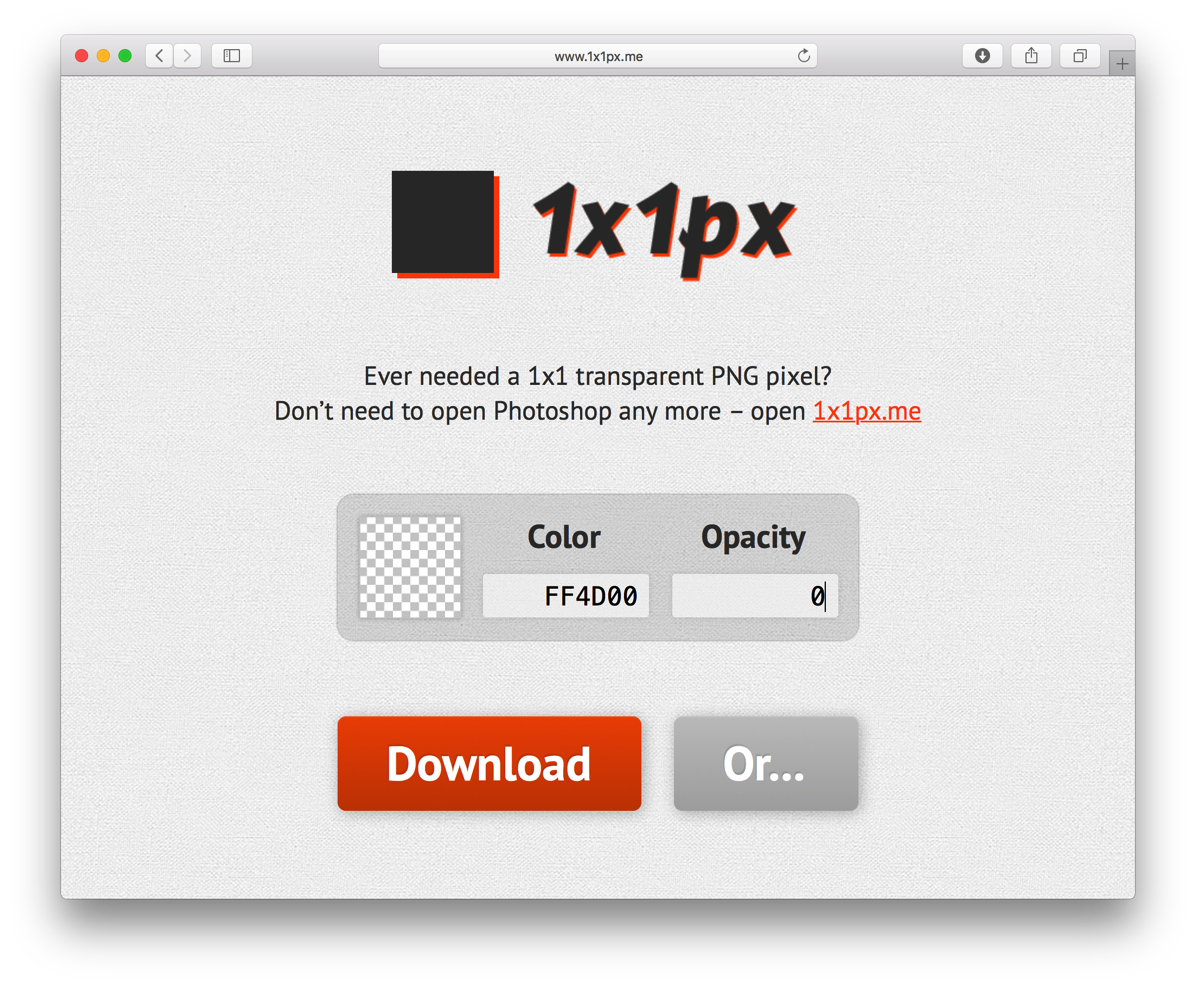 www.1x1px.me
1x1px
Ever needed a 1x1 transparent PNG pixel?
Don’t need to open Photoshop any more – open 1x1px.me
Color Opacity
FF4D00 0
Download Or...